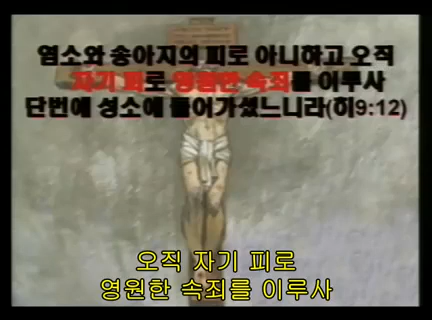 염소와 송아지의 피로 아니하고 오직
자기 피로 영원한 속죄를 이루사
단번에 성소에 들어가셨느니라(히9:12)
오직 자기 피로
영원한 속죄를 이루사